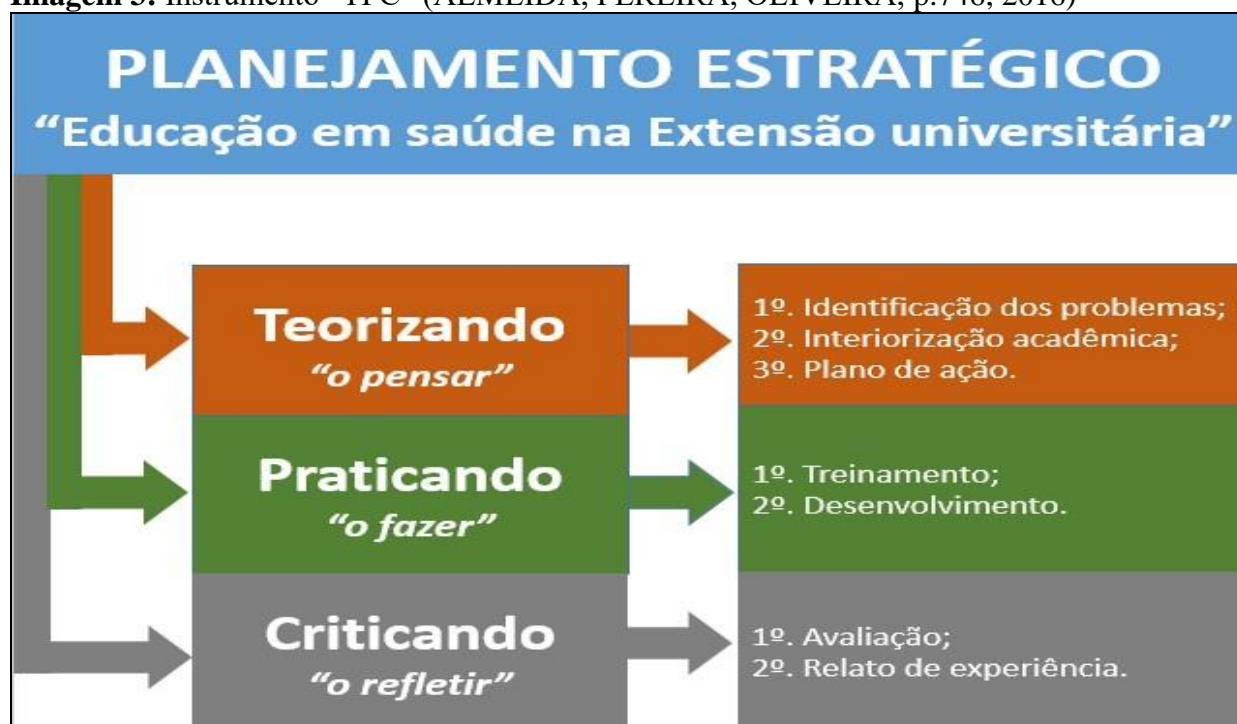 Instrumento
PLANEJAMENTO ESTRATÉGICO
“Educação em saúde na Extensão universitária”
Teorizando
“o pensar”
1º. Identificação dos problemas;
2º. Interiorização acadêmica;
3º. Plano de ação.
Praticando
“o fazer”
1º. Treinamento;
2º. Desenvolvimento.
Criticando
“o refletir”
1º. Avaliação;
2º. Relato de experiência.